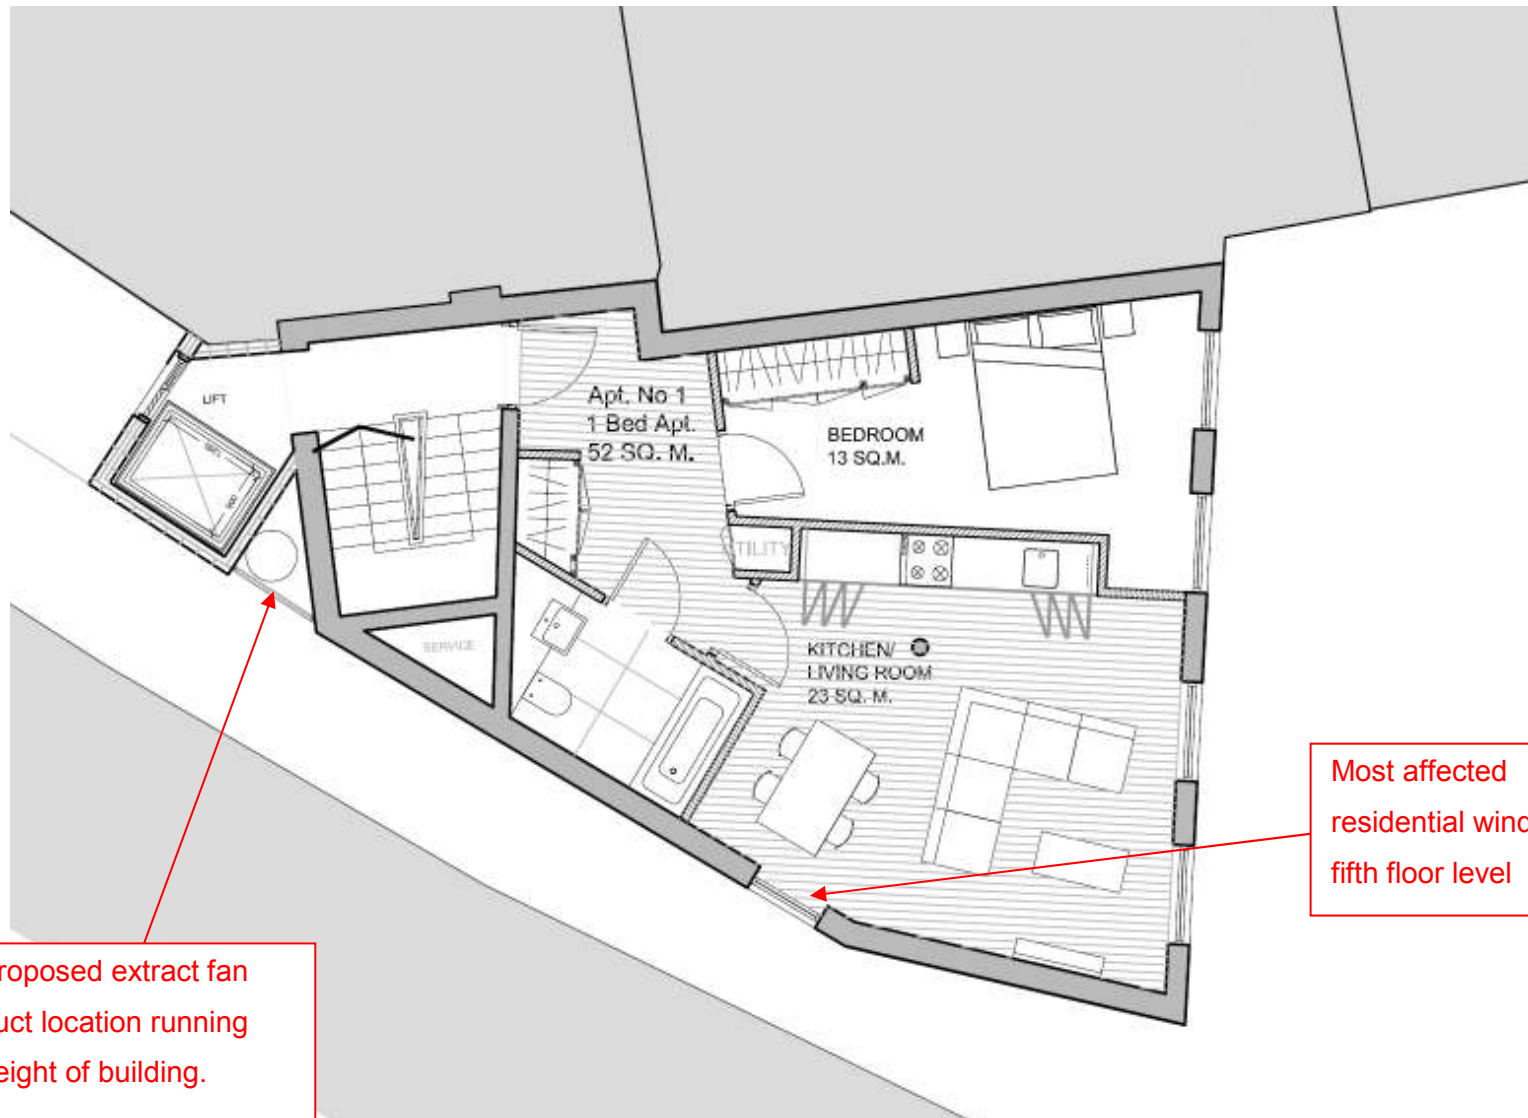 LIFT
Apt. No 1
1 Bed Apt.
52 SQ. M.
BEDROOM
13 SQ.M.
TILITY
SERVICE
KITCHEN/
LIVING ROOM
23 SQ. M.
Most affected
residential wind
fifth floor level
roposed extract fan
uct location running
eight of building.